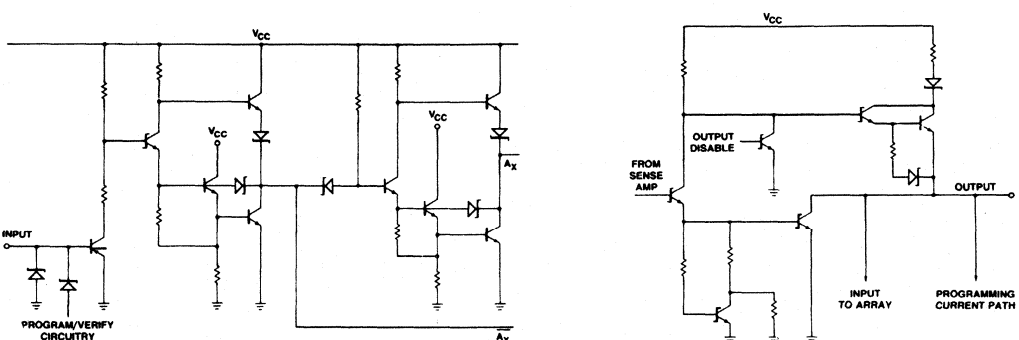 VCC
VCC
VCC
AX
INPUT
PROGRAM/VERIFY
CIRCUITRY
AX
VCC
OUTPUT
DISABLE
FROM
SENSE
AMP
OUTPUT
INPUT
TO ARRAY
PROGRAMMING
CURRENT PATH